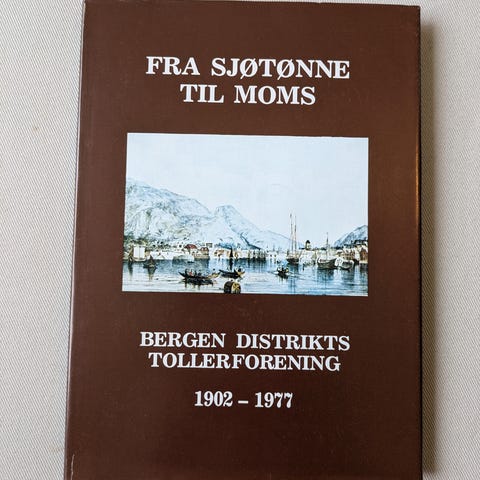 FRA SJØTØNNE
TIL MOMS
BERGEN DISTRIKTS
TOLLERFORENING
1902 – 1977